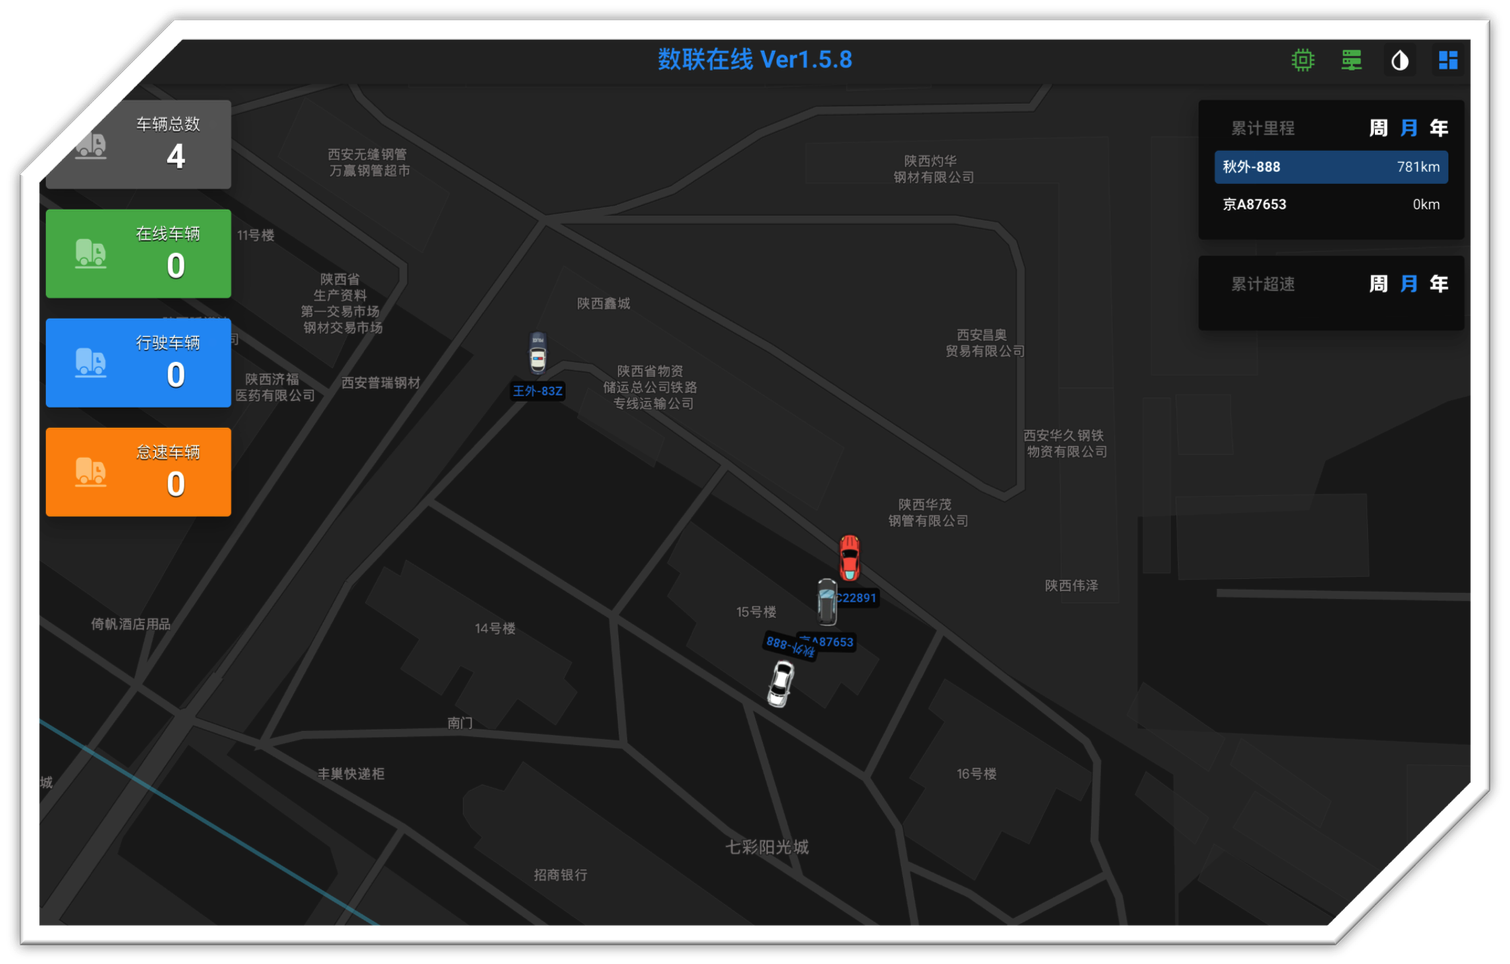 数联在线 Ver1.5.8
车辆总数
4
在线车辆
0
行驶车辆
0
怠速车辆
0
累计里程
周 月 年
秋外-888
781km
京A87653
0km
累计超速
周 月 年
西安无缝钢管
万赢钢管超市
陕西灼华
钢材有限公司
11号楼
陕西省
生产资料
第一交易市场
钢材交易市场
陕西鑫城
西安昌奥
贸易有限公司
司
陕西济福
医药有限公司
西安普瑞钢材
王外-83Z
陕西省物资
储运总公司铁路
专线运输公司
西安华久钢铁
物资有限公司
陕西华茂
钢管有限公司
陕西伟泽
C22891
15号楼
京A87653
秋外-888
倚帆酒店用品
14号楼
南门
丰巢快递柜
城
16号楼
七彩阳光城
招商银行